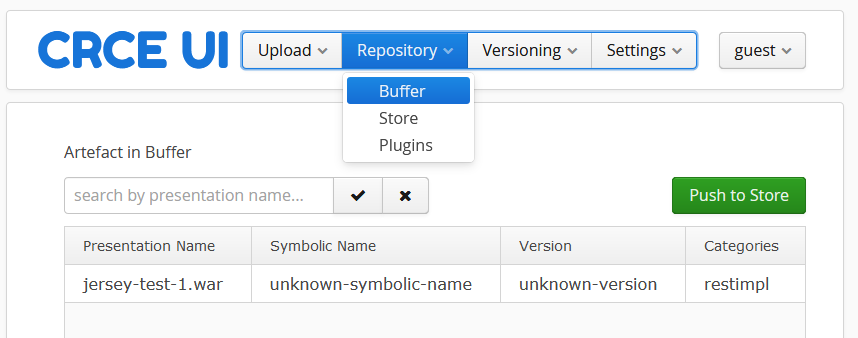 CRCE UI Upload Repository Versioning Settings guest
Buffer
Store
Plugins
Artefact in Buffer
search by presentation name... Push to Store
Presentation Name Symbolic Name Version Categories
jersey-test-1.war unknown-symbolic-name unknown-version restimpl